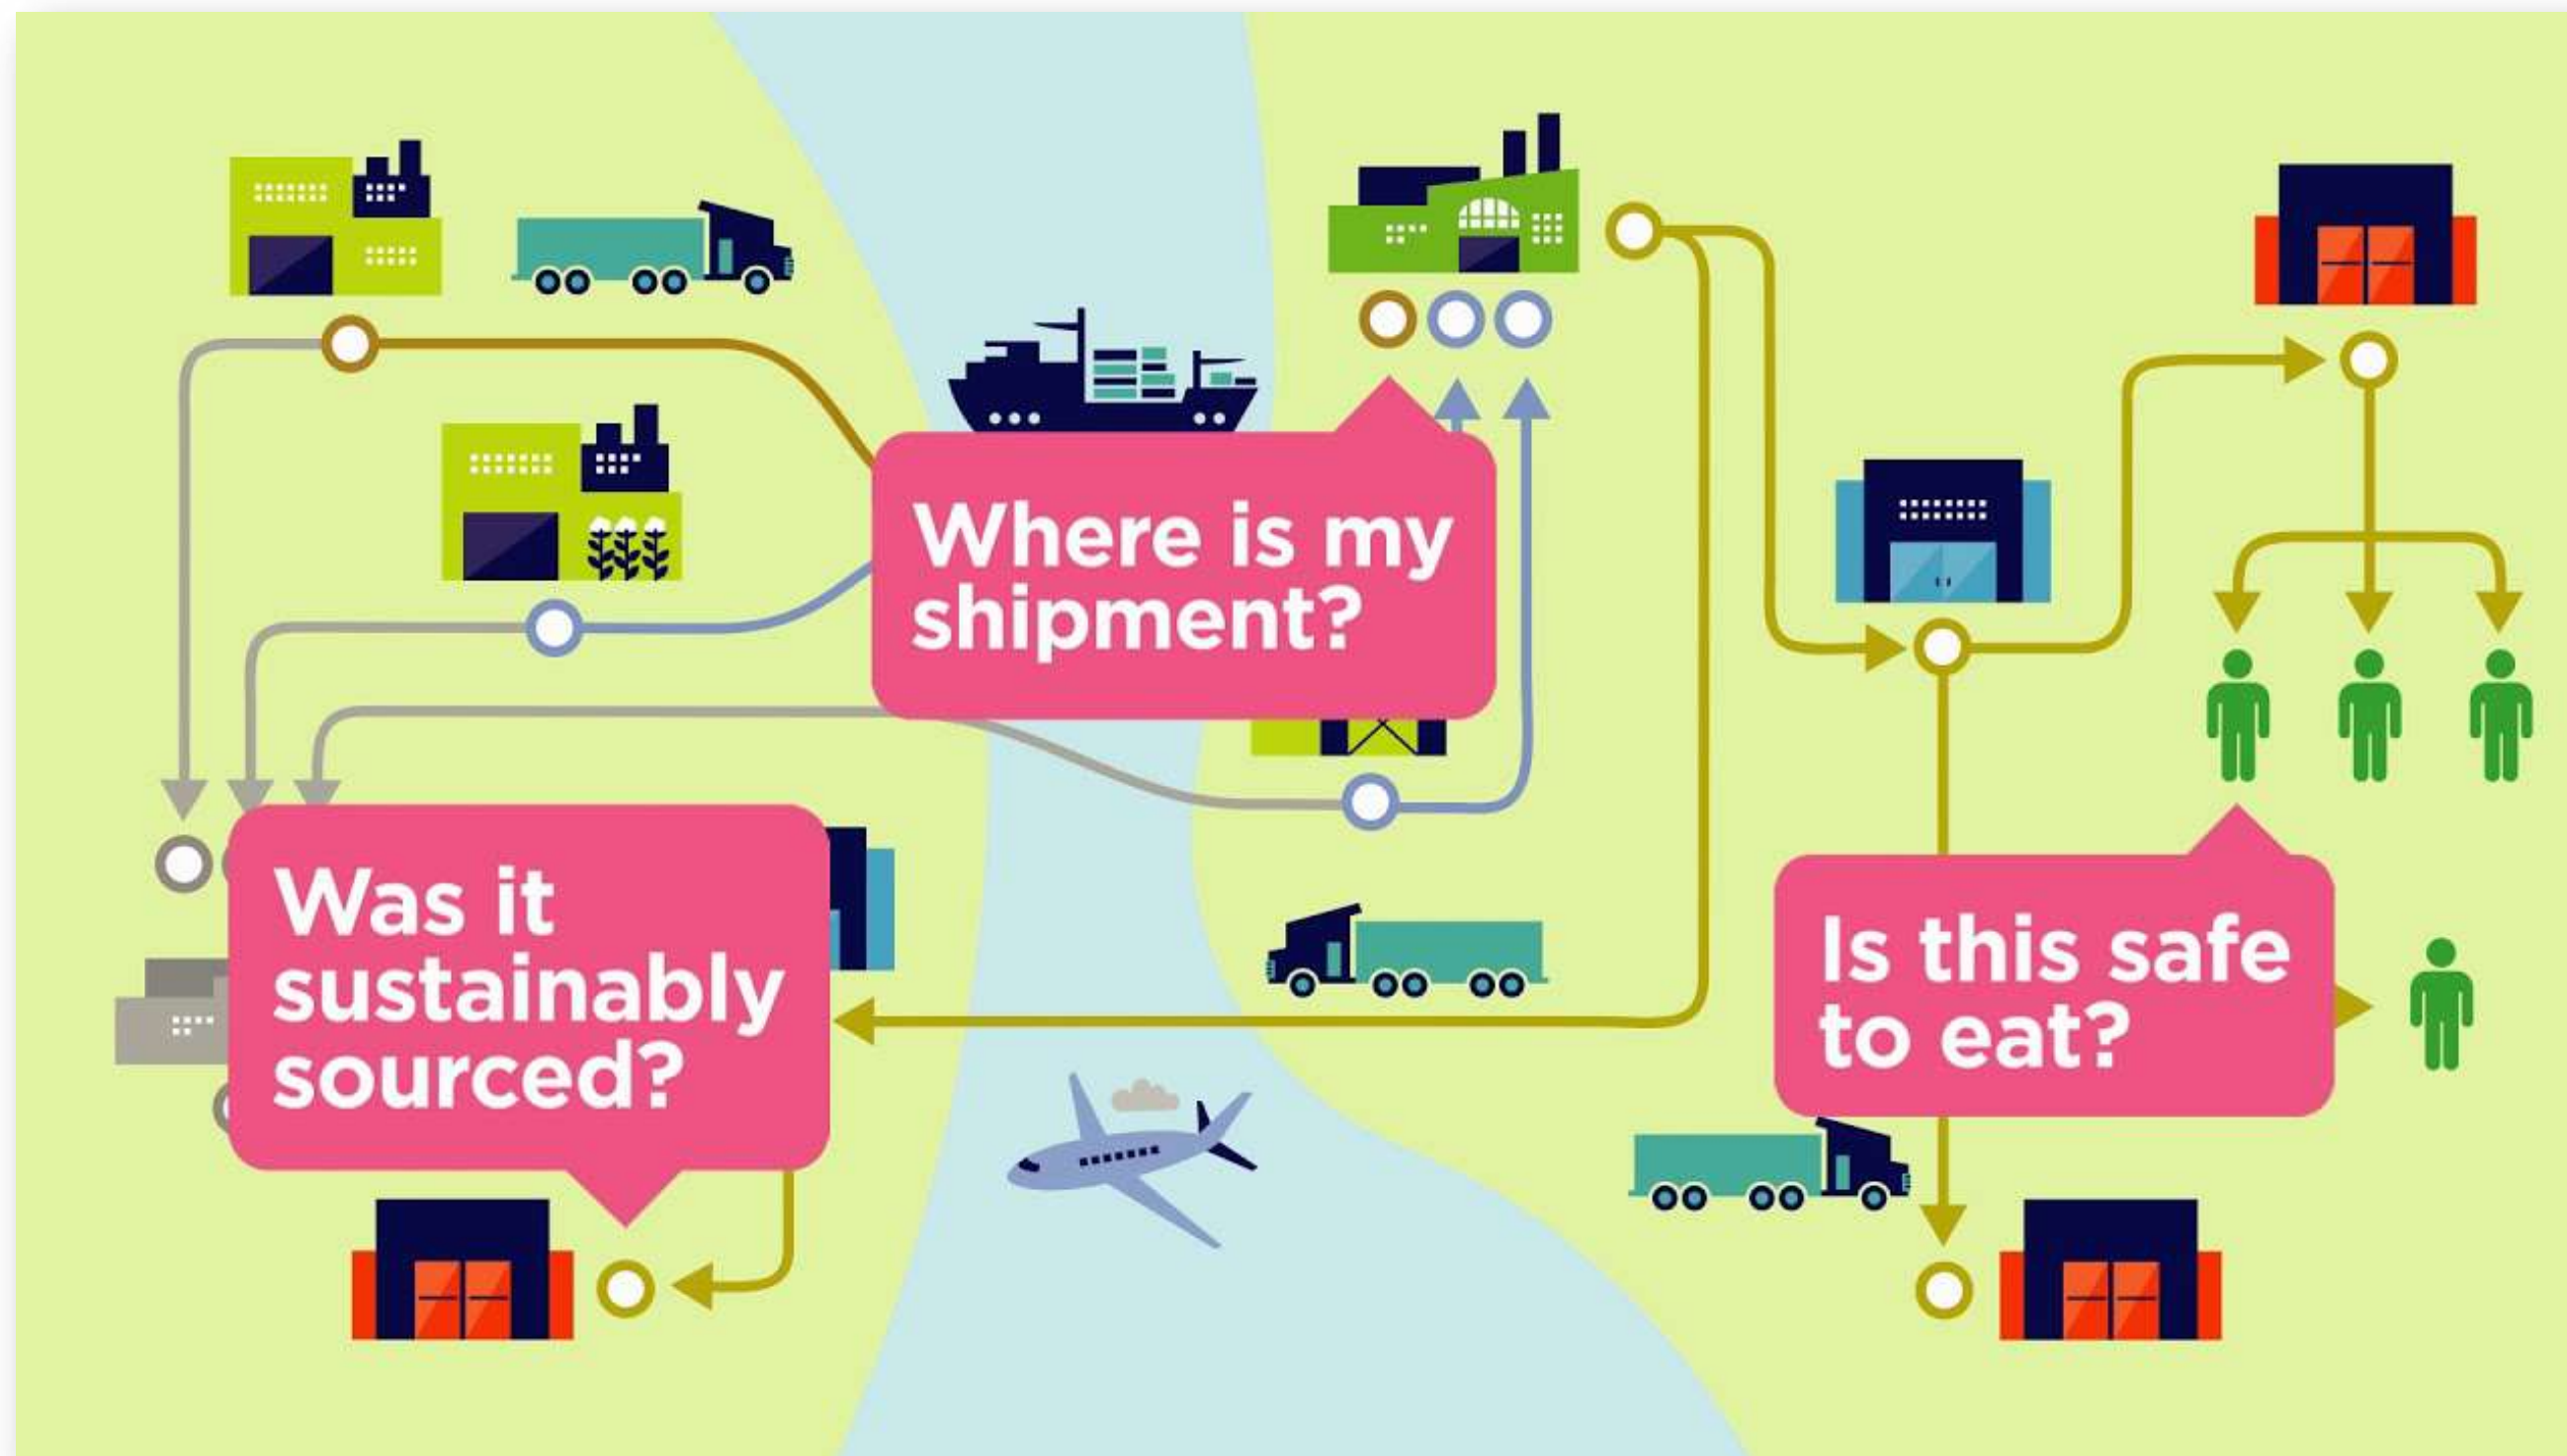 Where is my
shipment?
Was it
sustainably
sourced?
Is this safe
to eat?